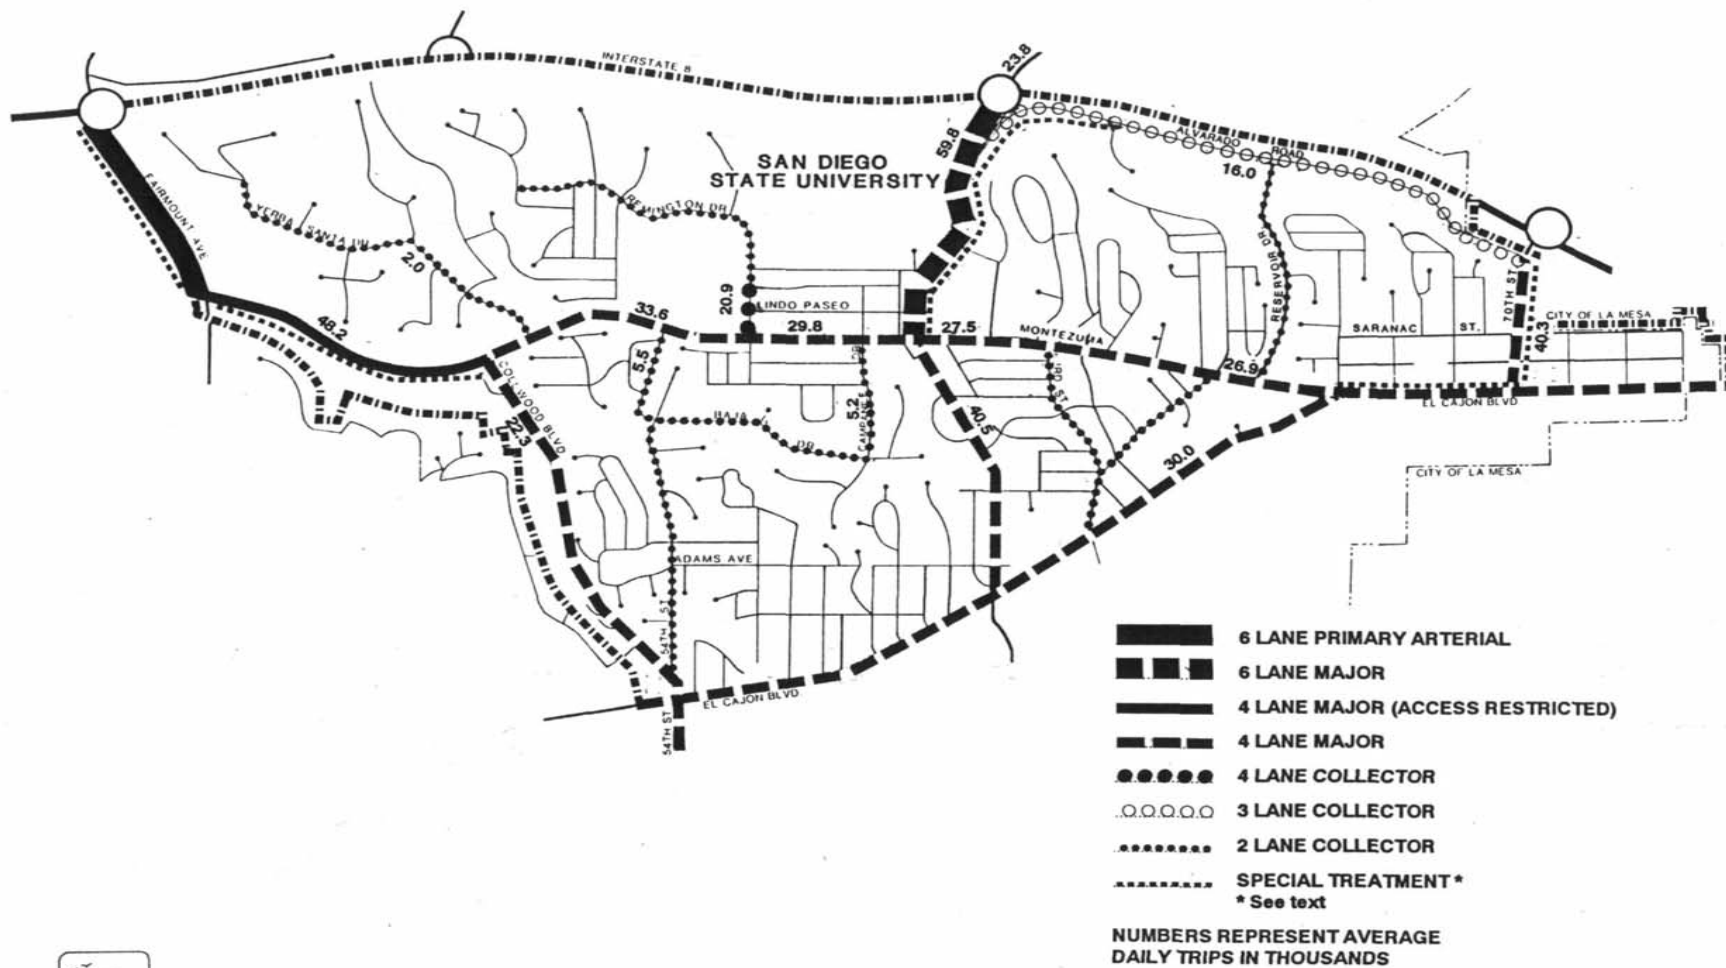 INTERSTATE 8
23.8
59.8
ALVARADO ROAD
SAN DIEGO
STATE UNIVERSITY
16.0
FAIRMOUNT AVE
YERBA SANTA DR.
2.0
REMINGTON DR.
RESERVOIR DR.
20.9
LINDO PASEO
48.2
33.6
29.8
27.5
MONTEZUMA
SARANAC ST.
70TH ST
40.3
CITY OF LA MESA
5.5
COLLWOOD BLVD
22.3
26.9
EL CAJON BLVD
BAJA DR.
5.2
DR
40.5
ST
30.0
CITY OF LA MESA
ADAMS AVE
54TH ST
EL CAJON BLVD
54TH ST
6 LANE PRIMARY ARTERIAL
6 LANE MAJOR
4 LANE MAJOR (ACCESS RESTRICTED)
4 LANE MAJOR
4 LANE COLLECTOR
3 LANE COLLECTOR
2 LANE COLLECTOR
SPECIAL TREATMENT *
* See text
NUMBERS REPRESENT AVERAGE
DAILY TRIPS IN THOUSANDS